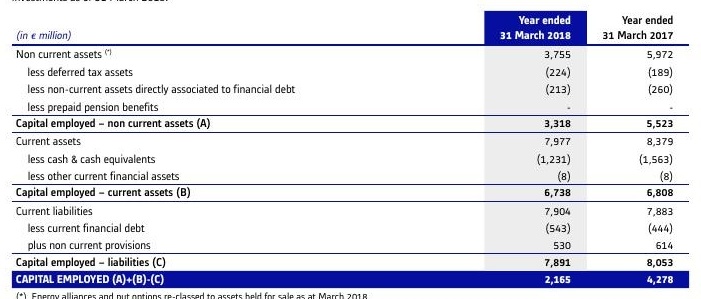 (in € million) Year ended 31 March 2018 Year ended 31 March 2017
Non current assets (*) 3,755 5,972
less deferred tax assets (224) (189)
less non-current assets directly associated to financial debt (213) (260)
less prepaid pension benefits - -
Capital employed – non current assets (A) 3,318 5,523
Current assets 7,977 8,379
less cash & cash equivalents (1,231) (1,563)
less other current financial assets (8) (8)
Capital employed – current assets (B) 6,738 6,808
Current liabilities 7,904 7,883
less current financial debt (543) (444)
plus non current provisions 530 614
Capital employed – liabilities (C) 7,891 8,053
CAPITAL EMPLOYED (A)+(B)-(C) 2,165 4,278
(*) Energy alliances and put options re-classed to assets held for sale as at March 2018